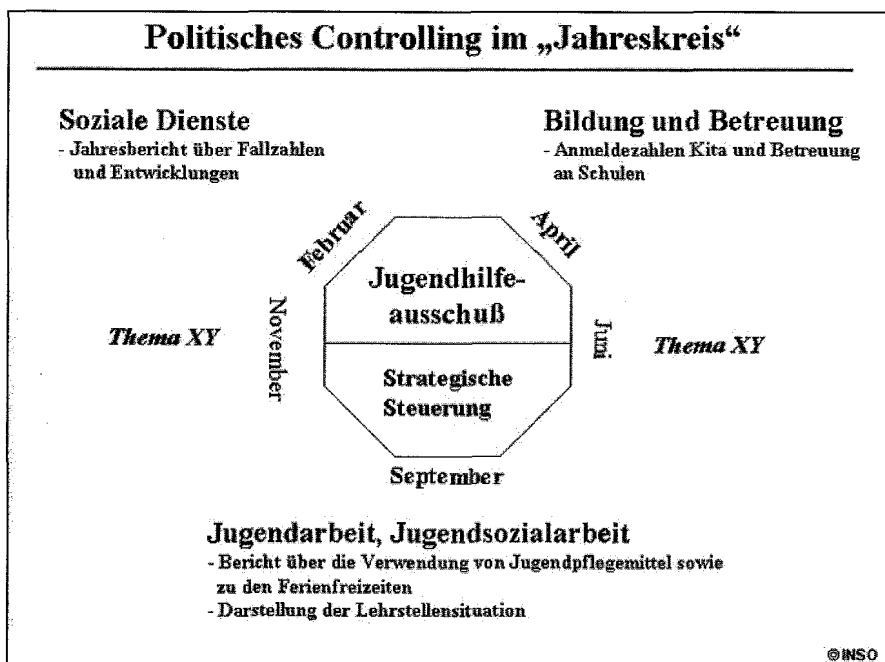 Politisches Controlling im „Jahreskreis“
Soziale Dienste
- Jahresbericht über Fallzahlen
und Entwicklungen
Bildung und Betreuung
- Anmeldezahlen Kita und Betreuung
an Schulen
Februar
April
Jugendhilfe-
ausschuß
November
Juni
Thema XY
Thema XY
Strategische
Steuerung
September
Jugendarbeit, Jugendsozialarbeit
- Bericht über die Verwendung von Jugendpflegemittel sowie
zu den Ferienfreizeiten
- Darstellung der Lehrstellensituation
©INSO